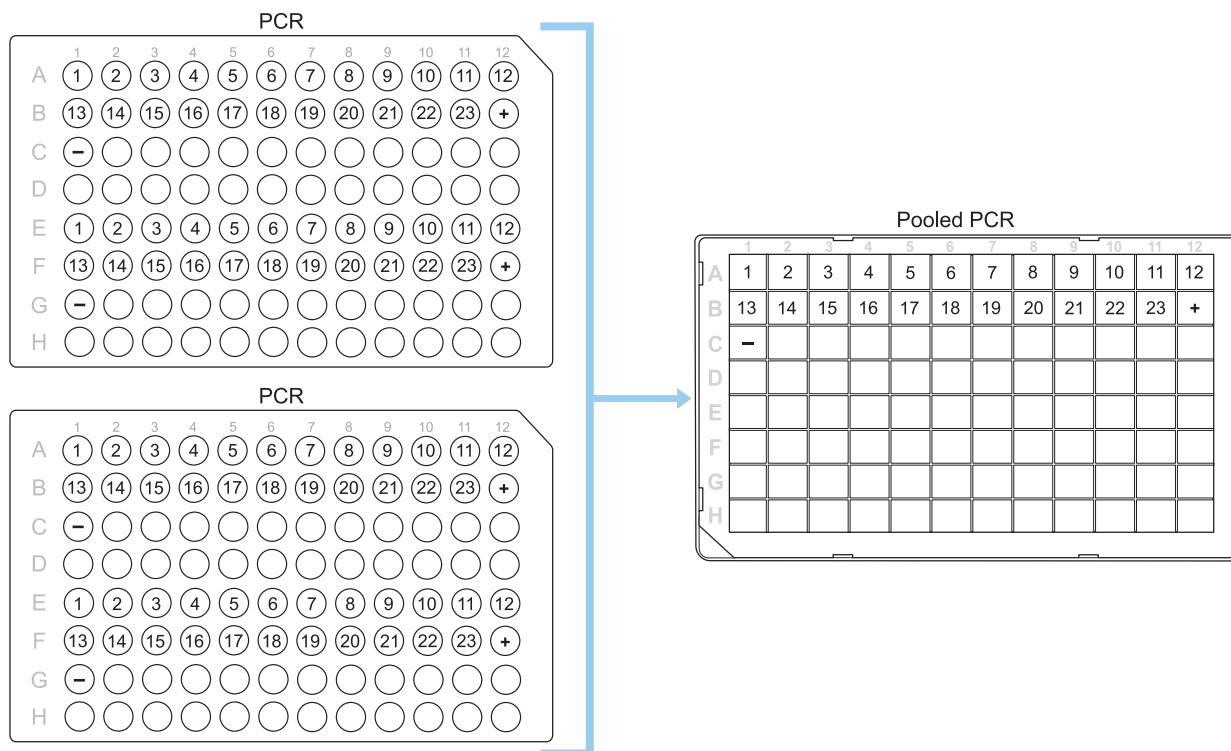 PCR
1 2 3 4 5 6 7 8 9 10 11 12
A 1 2 3 4 5 6 7 8 9 10 11 12
B 13 14 15 16 17 18 19 20 21 22 23 +
C −
D
E 1 2 3 4 5 6 7 8 9 10 11 12
F 13 14 15 16 17 18 19 20 21 22 23 +
G −
H
PCR
1 2 3 4 5 6 7 8 9 10 11 12
A 1 2 3 4 5 6 7 8 9 10 11 12
B 13 14 15 16 17 18 19 20 21 22 23 +
C −
D
E 1 2 3 4 5 6 7 8 9 10 11 12
F 13 14 15 16 17 18 19 20 21 22 23 +
G −
H
Pooled PCR
1 2 3 4 5 6 7 8 9 10 11 12
A 1 2 3 4 5 6 7 8 9 10 11 12
B 13 14 15 16 17 18 19 20 21 22 23 +
C −
D
E
F
G
H